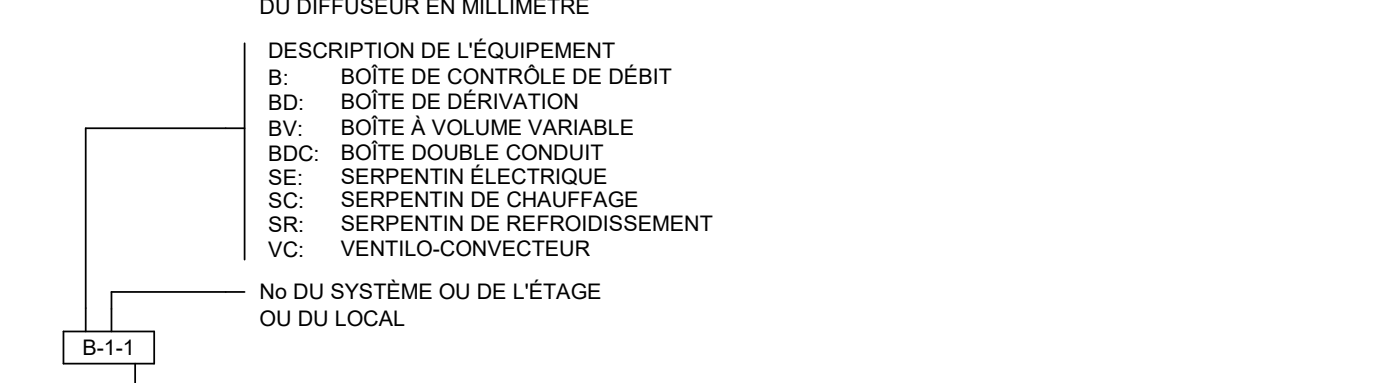 DU DIFFUSEUR EN MILLIMÈTRE
DESCRIPTION DE L'ÉQUIPEMENT
B: BOÎTE DE CONTRÔLE DE DÉBIT
BD: BOÎTE DE DÉRIVATION
BV: BOÎTE À VOLUME VARIABLE
BDC: BOÎTE DOUBLE CONDUIT
SE: SERPENTIN ÉLECTRIQUE
SC: SERPENTIN DE CHAUFFAGE
SR: SERPENTIN DE REFROIDISSEMENT
VC: VENTILO-CONVECTEUR
No DU SYSTÈME OU DE L'ÉTAGE
OU DU LOCAL
B-1-1